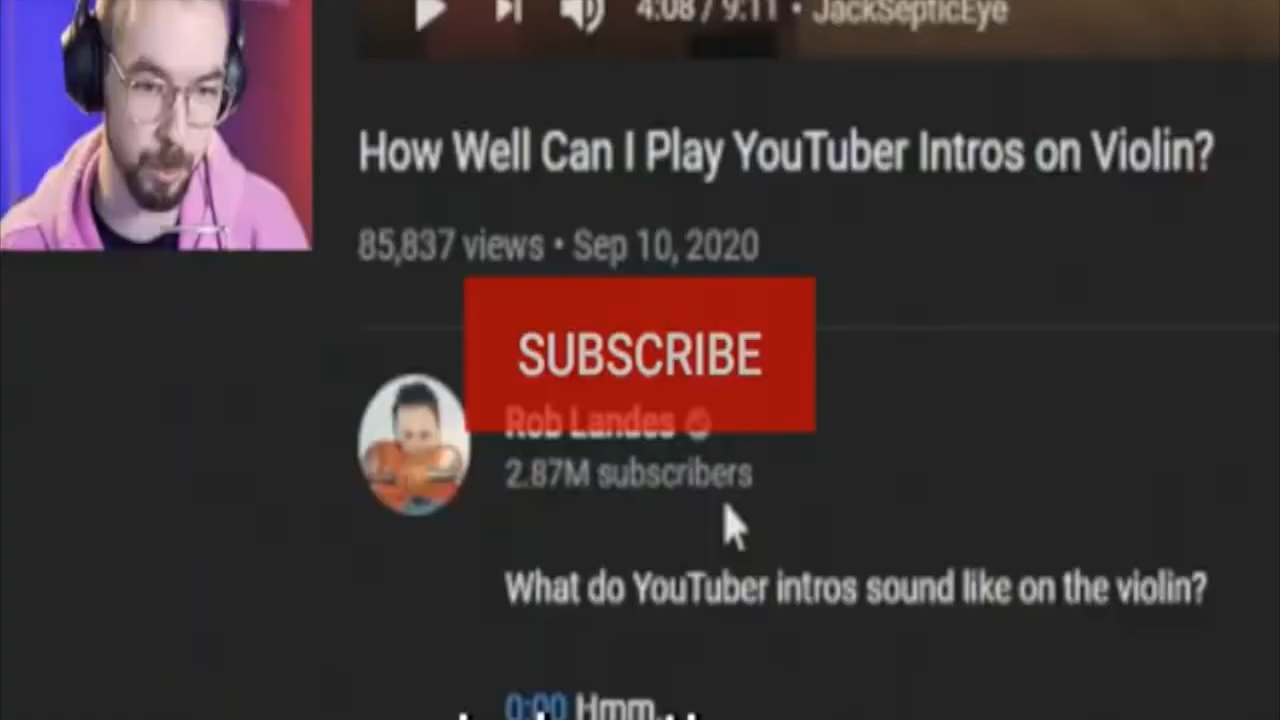 4:08 / 9:11 • JackSepticEye
How Well Can I Play YouTuber Intros on Violin?
85,837 views • Sep 10, 2020
SUBSCRIBE
Rob Landes
2.87M subscribers
What do YouTuber intros sound like on the violin?
0:00 Hmm